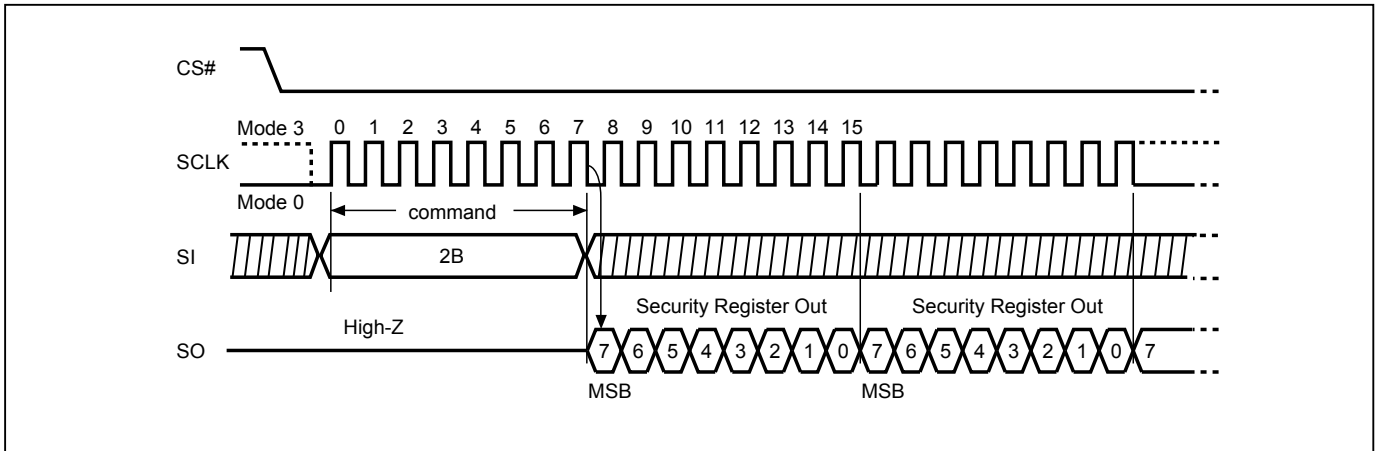 CS#
Mode 3 0 1 2 3 4 5 6 7 8 9 10 11 12 13 14 15
SCLK
Mode 0
command
SI 2B
Security Register Out Security Register Out
High-Z
SO 7 6 5 4 3 2 1 0 7 6 5 4 3 2 1 0 7
MSB MSB